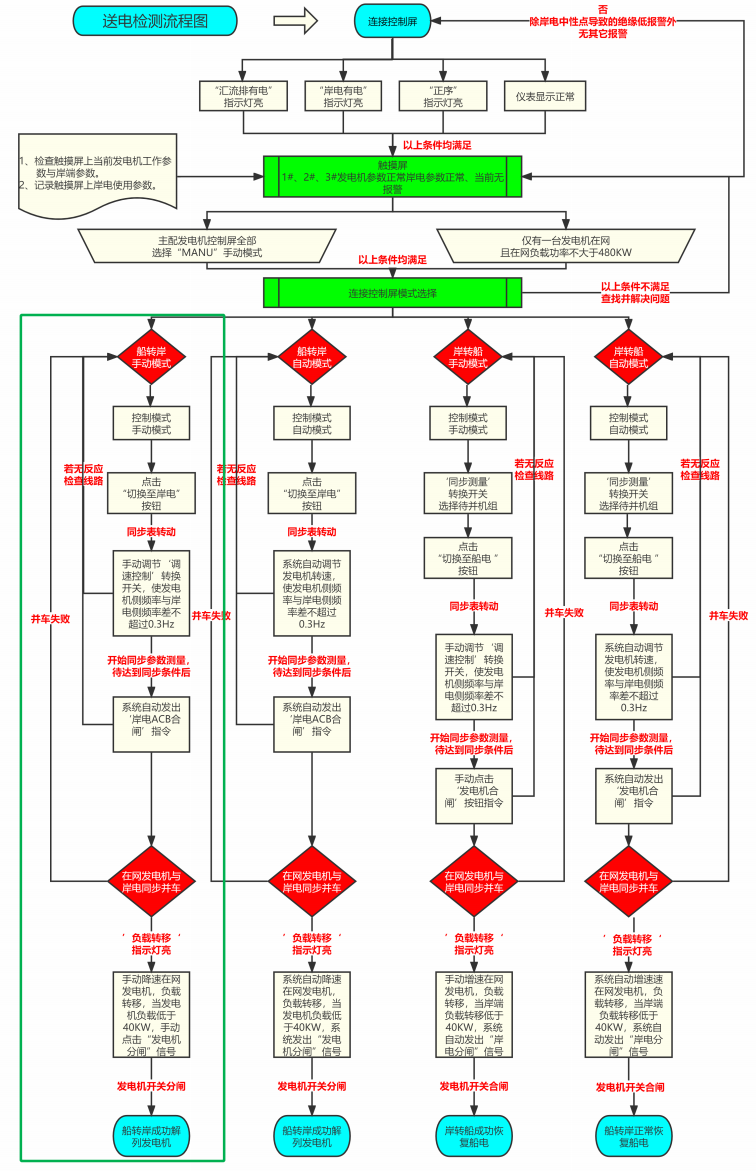 送电检测流程图
连接控制屏
否
除岸电中性点导致的绝缘低报警外
无其它报警
“汇流排有电”
指示灯亮
“岸电有电”
指示灯亮
“正序”
指示灯亮
仪表显示正常
以上条件均满足
1、检查触摸屏上当前发电机工作参
数与岸端参数。
2、记录触摸屏上岸电使用参数。
触摸屏
1#、2#、3#发电机参数正常岸电参数正常、当前无
报警
主配发电机控制屏全部
选择“MANU”手动模式
仅有一台发电机在网
且在网负载功率不大于480KW
以上条件均满足
连接控制屏模式选择
以上条件不满足
查找并解决问题
船转岸
手动模式
控制模式
手动模式
若无反应
检查线路
点击
“切换至岸电”
按钮
同步表转动
手动调节‘调
速控制’转换
开关，使发电
机侧频率与岸
电侧频率差不
超过0.3Hz
并车失败
开始同步参数测量，
待达到同步条件后
系统自动发出
‘岸电ACB合
闸’指令
在网发电机与
岸电同步并车
’负载转移‘
指示灯亮
手动降速在网
发电机，负载
转移，当发电
机负载低于
40KW，手动
点击“发电机
分闸”信号
发电机开关分闸
船转岸成功解
列发电机
船转岸
自动模式
控制模式
自动模式
若无反应
检查线路
点击
“切换至岸电”
按钮
同步表转动
系统自动调节
发电机转速，
使发电机侧频
率与岸电侧频
率差不超过
0.3Hz
并车失败
开始同步参数测量，
待达到同步条件后
系统自动发出
‘岸电ACB合
闸’指令
在网发电机与
岸电同步并车
‘负载转移‘
指示灯亮
系统自动降速
在网发电机，
负载转移，当
发电机负载低
于40KW，系
统发出“发电
机分闸”信号
发电机开关分闸
船转岸成功解
列发电机
岸转船
手动模式
控制模式
手动模式
若无反应
检查线路
‘同步测量’
转换开关
选择待并机组
点击
“切换至船电 ”
按钮
同步表转动
手动调节‘调
速控制’转换
开关，使发电
机侧频率与岸
电侧频率差不
超过0.3Hz
并车失败
开始同步参数测量，
待达到同步条件后
手动点击
‘发电机合
闸’按钮指令
在网发电机与
岸电同步并车
‘负载转移‘
指示灯亮
手动增速在网
发电机，负载
转移，当岸端
负载转移低于
40KW，系统
自动发出“岸
电分闸”信号
发电机开关合闸
岸转船成功恢
复船电
岸转船
自动模式
控制模式
自动模式
若无反应
检查线路
‘同步测量’
转换开关
选择待并机组
点击
“切换至船电 ”
按钮
同步表转动
系统自动调节
发电机转速，
使发电机侧频
率与岸电侧频
率差不超过
0.3Hz
并车失败
开始同步参数测量，
待达到同步条件后
系统自动发出
‘发电机合
闸’指令
在网发电机与
岸电同步并车
’负载转移‘
指示灯亮
系统自动增速速
在网发电机，负
载转移，当岸端
负载转移低于
40KW，系统自
动发出“岸电分
闸”信号
发电机开关合闸
船转岸正常恢
复船电